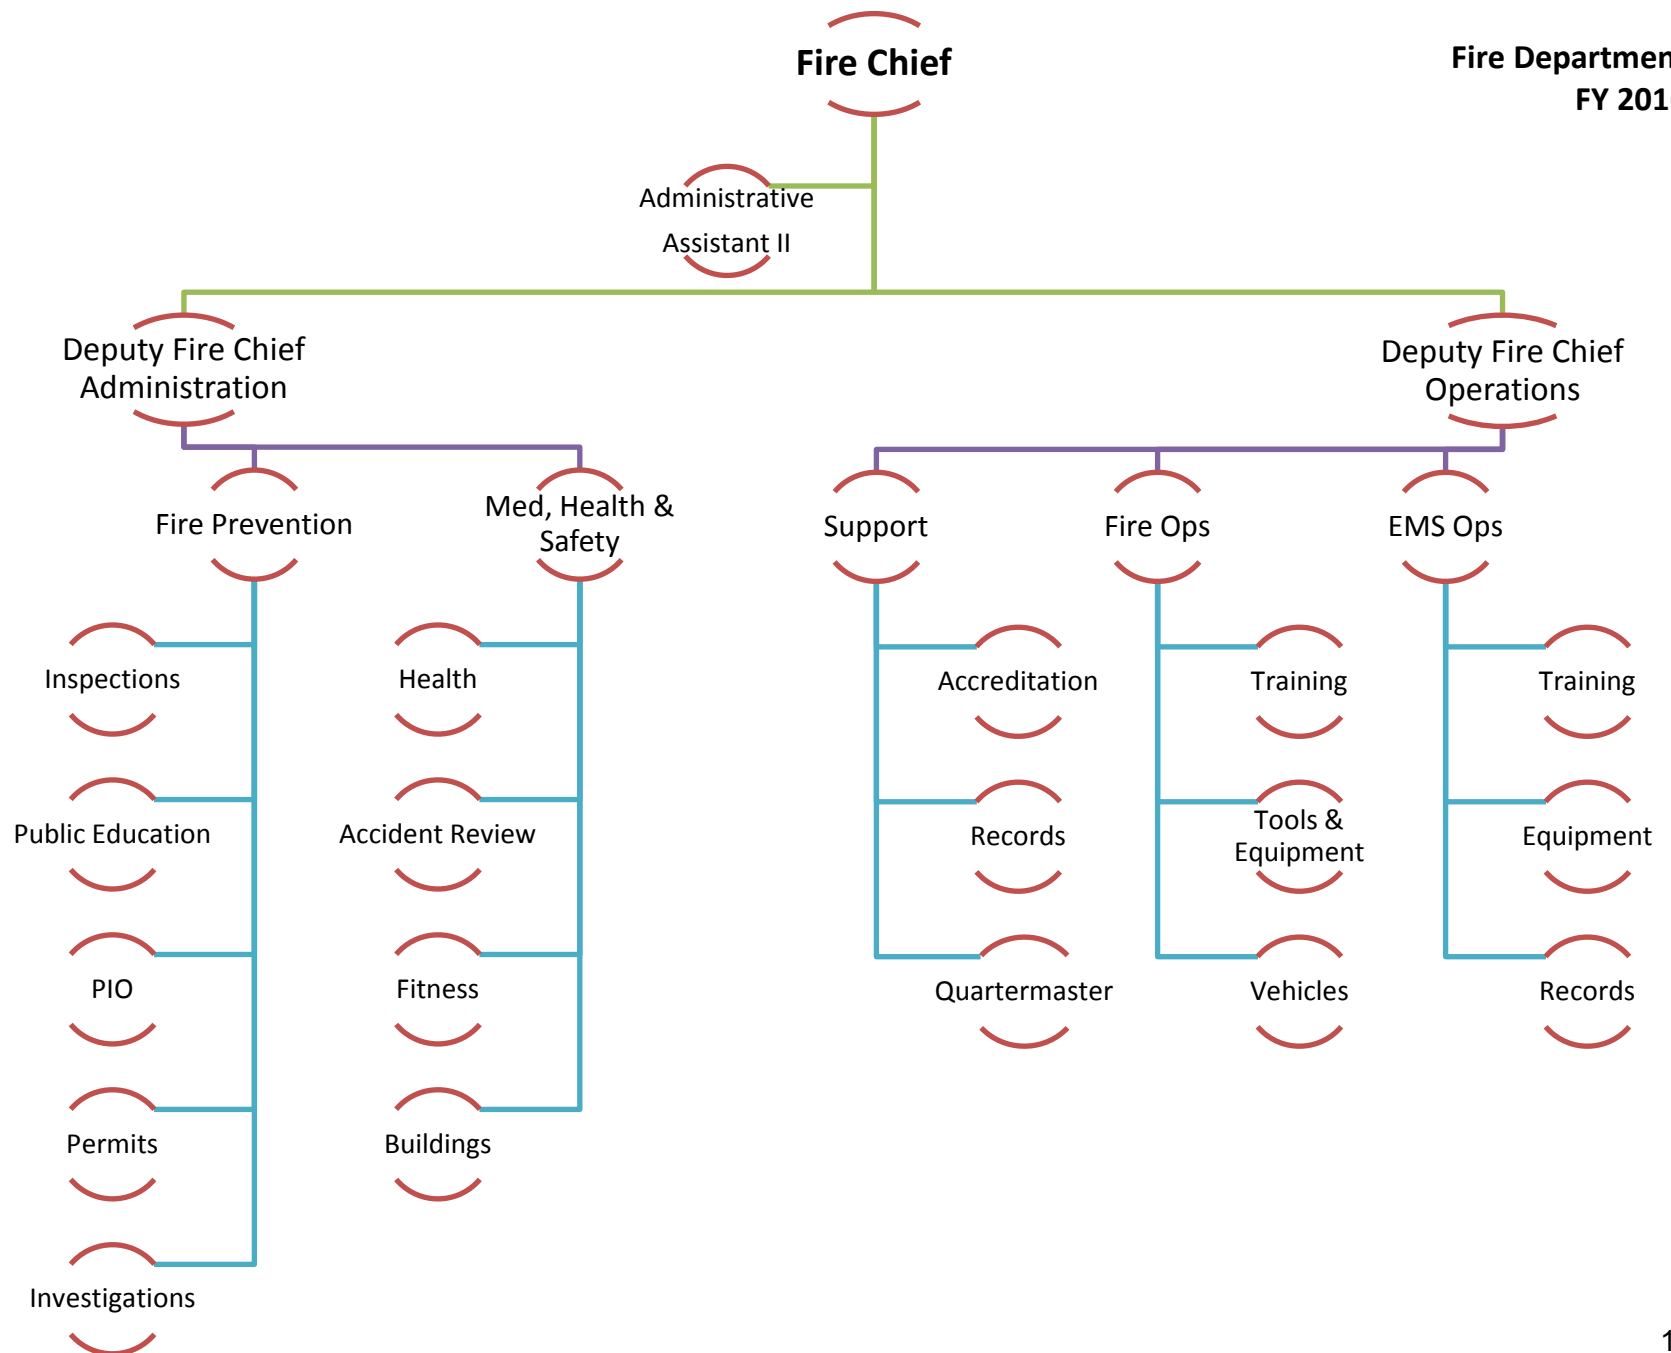 Fire Chief
Fire Departmen
FY 201
Administrative
Assistant II
Deputy Fire Chief
Administration
Deputy Fire Chief
Operations
Fire Prevention
Med, Health &
Safety
Support
Fire Ops
EMS Ops
Inspections
Health
Accreditation
Training
Training
Public Education
Accident Review
Records
Tools &
Equipment
Equipment
PIO
Fitness
Quartermaster
Vehicles
Records
Permits
Buildings
Investigations
1